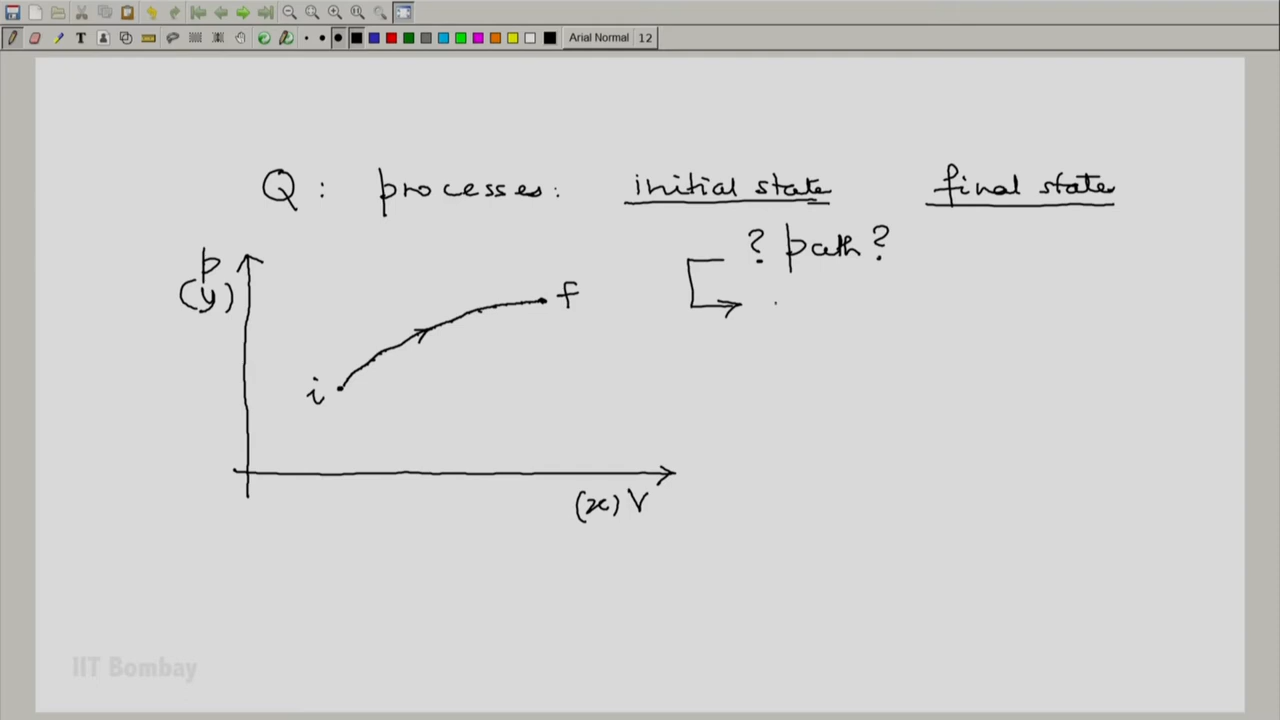 Arial Normal 12
Q: processes: initial state final state
? path?
p
(y)
f
i
(x) V
IIT Bombay